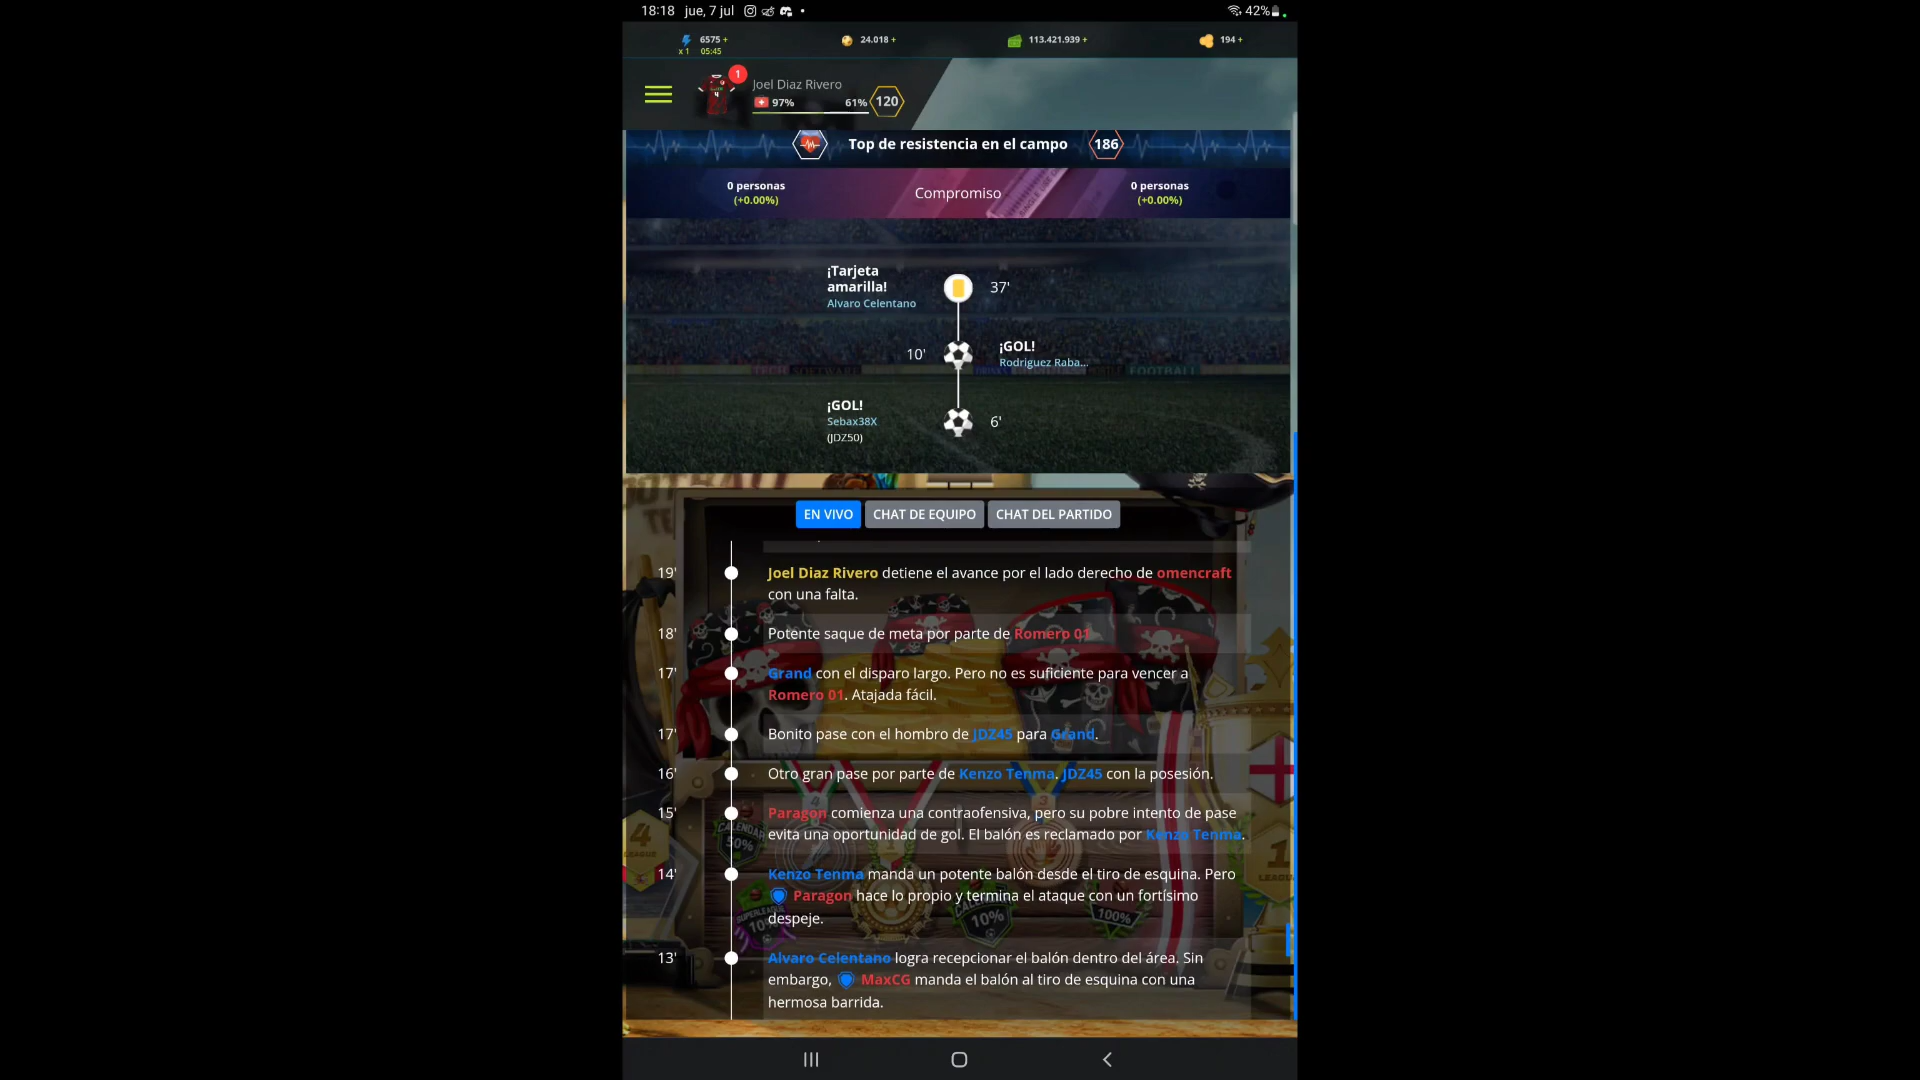 18:18 jue, 7 jul
42%
6575 +
x 1 05:45
24.018 +
113.421.939 +
194 +
1
Joel Diaz Rivero
97% 61% 120
Top de resistencia en el campo 186
0 personas
(+0.00%)
Compromiso
0 personas
(+0.00%)
¡Tarjeta
amarilla!
Alvaro Celentano
37'
10'
¡GOL!
Rodriguez Raba...
¡GOL!
Sebax38X
(JDZ50)
6'
EN VIVO CHAT DE EQUIPO CHAT DEL PARTIDO
19' Joel Diaz Rivero detiene el avance por el lado derecho de omencraft
con una falta.
18' Potente saque de meta por parte de Romero 01
17' Grand con el disparo largo. Pero no es suficiente para vencer a
Romero 01. Atajada fácil.
17' Bonito pase con el hombro de JDZ45 para Grand.
16' Otro gran pase por parte de Kenzo Tenma. JDZ45 con la posesión.
15' Paragon comienza una contraofensiva, pero su pobre intento de pase
evita una oportunidad de gol. El balón es reclamado por Kenzo Tenma.
14' Kenzo Tenma manda un potente balón desde el tiro de esquina. Pero
Paragon hace lo propio y termina el ataque con un fortísimo
despeje.
13' Alvaro Celentano logra recepcionar el balón dentro del área. Sin
embargo, MaxCG manda el balón al tiro de esquina con una
hermosa barrida.